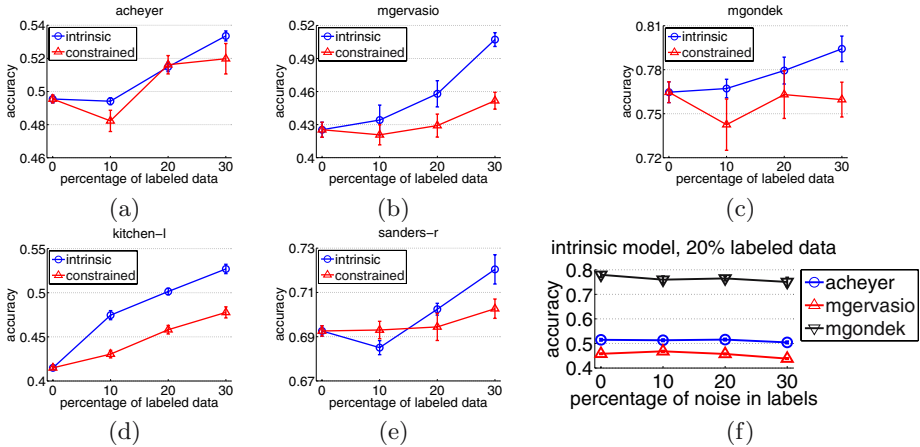 acheyer
0.54
0.52
0.5
0.48
0.46
accuracy
intrinsic
constrained
0 10 20 30
percentage of labeled data
(a)
mgervasio
0.52
0.49
0.46
0.43
0.4
accuracy
intrinsic
constrained
0 10 20 30
percentage of labeled data
(b)
mgondek
0.81
0.78
0.75
0.72
accuracy
intrinsic
constrained
0 10 20 30
percentage of labeled data
(c)
kitchen-l
0.55
0.5
0.45
0.4
accuracy
intrinsic
constrained
0 10 20 30
percentage of labeled data
(d)
sanders-r
0.73
0.71
0.69
0.67
accuracy
intrinsic
constrained
0 10 20 30
percentage of labeled data
(e)
intrinsic model, 20% labeled data
0.8
0.7
0.6
0.5
0.4
accuracy
0 10 20 30
percentage of noise in labels
acheyer
mgervasio
mgondek
(f)